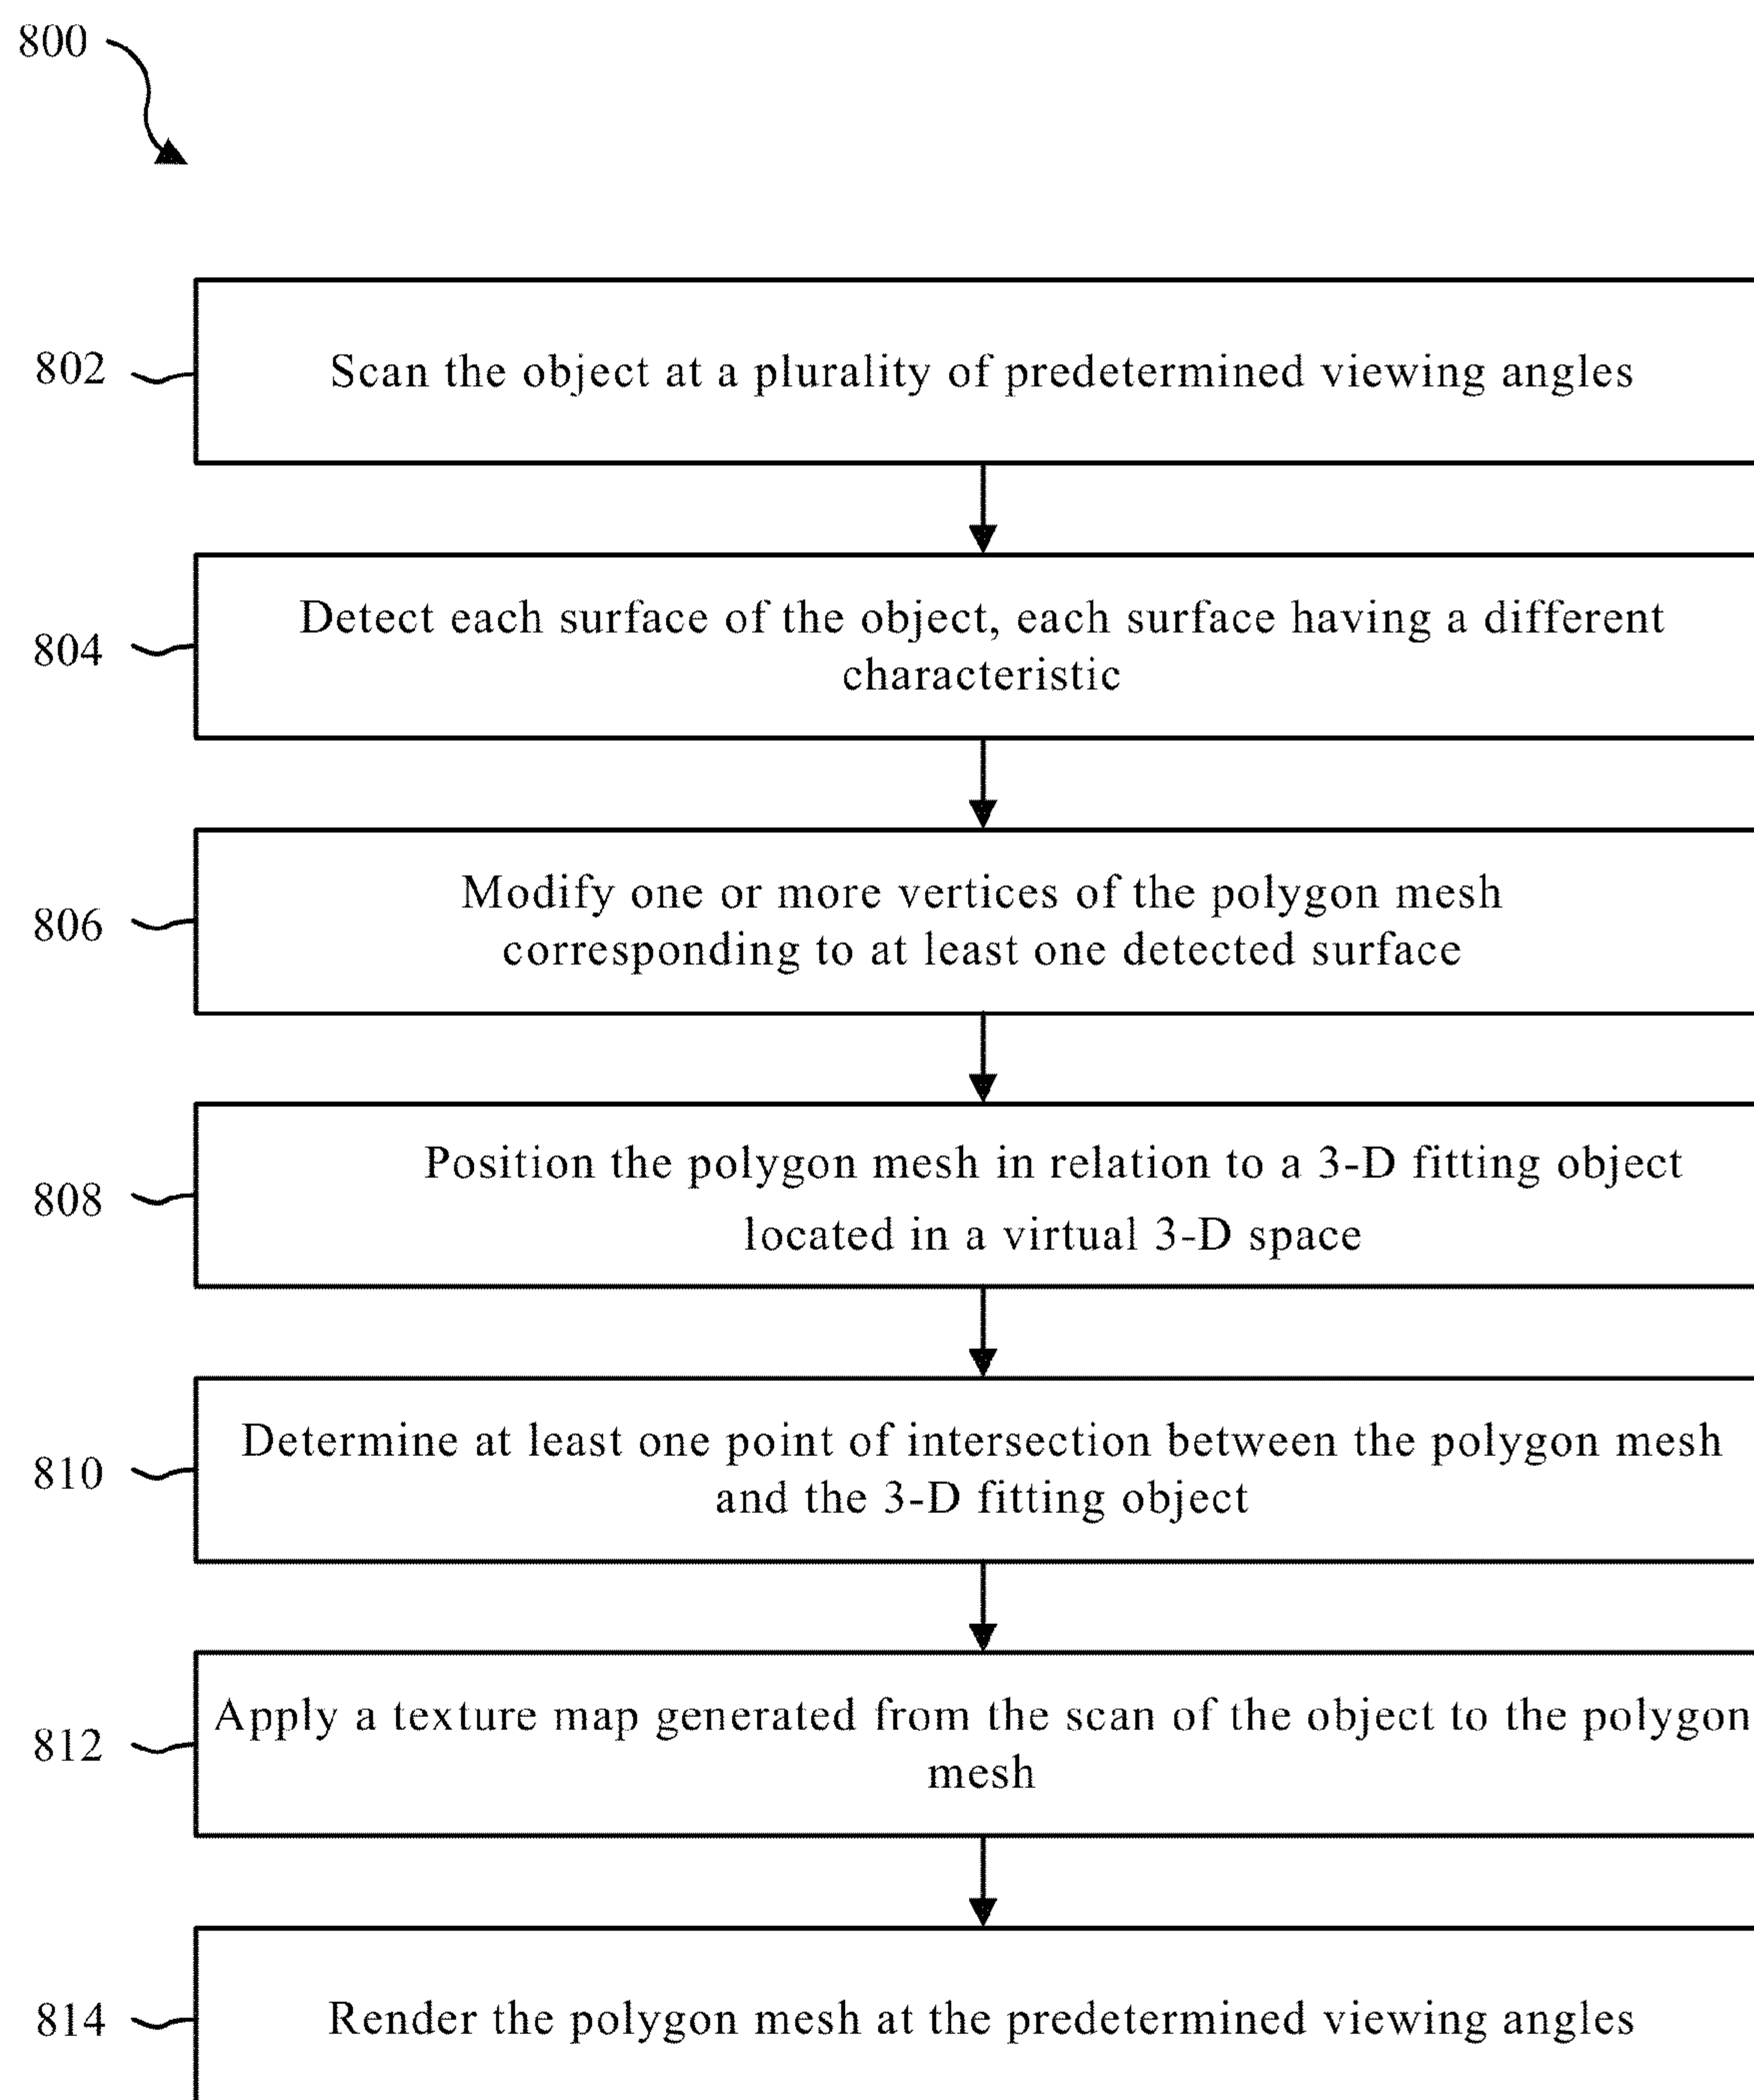 800
802
Scan the object at a plurality of predetermined viewing angles
804
Detect each surface of the object, each surface having a different
characteristic
806
Modify one or more vertices of the polygon mesh
corresponding to at least one detected surface
808
Position the polygon mesh in relation to a 3-D fitting object
located in a virtual 3-D space
810
Determine at least one point of intersection between the polygon mesh
and the 3-D fitting object
812
Apply a texture map generated from the scan of the object to the polygon
mesh
814
Render the polygon mesh at the predetermined viewing angles